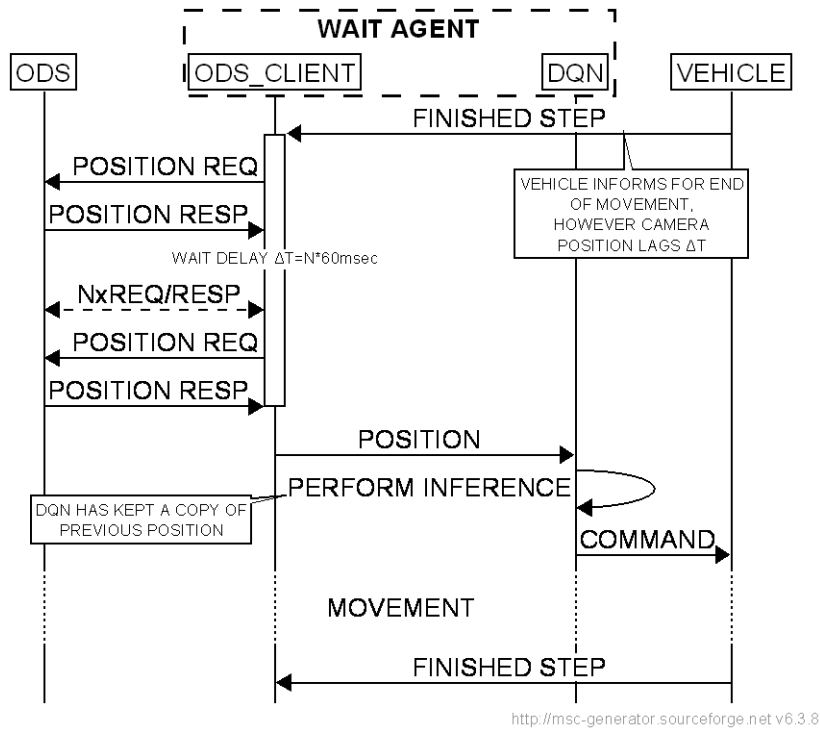 WAIT AGENT
ODS
ODS_CLIENT
DQN
VEHICLE
FINISHED STEP
POSITION REQ
VEHICLE INFORMS FOR END
OF MOVEMENT,
HOWEVER CAMERA
POSITION LAGS ΔT
POSITION RESP
WAIT DELAY ΔT=N*60msec
NxREQ/RESP
POSITION REQ
POSITION RESP
POSITION
PERFORM INFERENCE
DQN HAS KEPT A COPY OF
PREVIOUS POSITION
COMMAND
MOVEMENT
FINISHED STEP
http://msc-generator.sourceforge.net v6.3.8